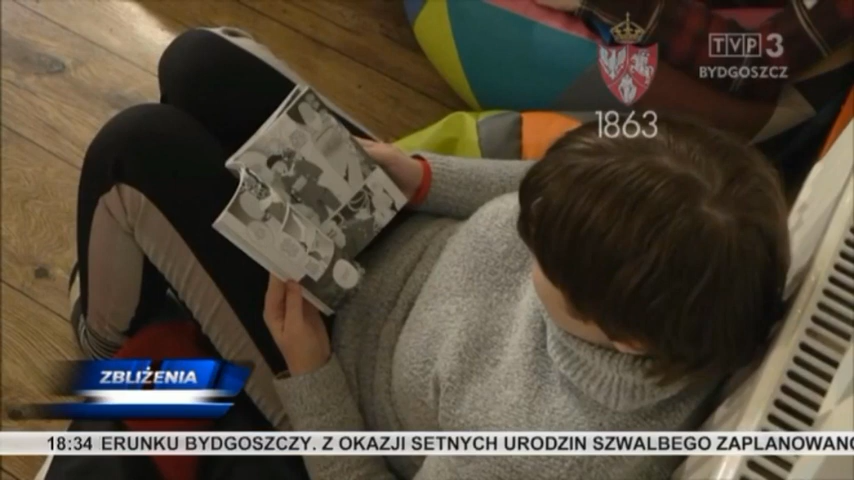 TVP3
BYDGOSZCZ
1863
ZBLIŻENIA
18:34 ERUNKU BYDGOSZCZY. Z OKAZJI SETNYCH URODZIN SZWALBEGO ZAPLANOWANO